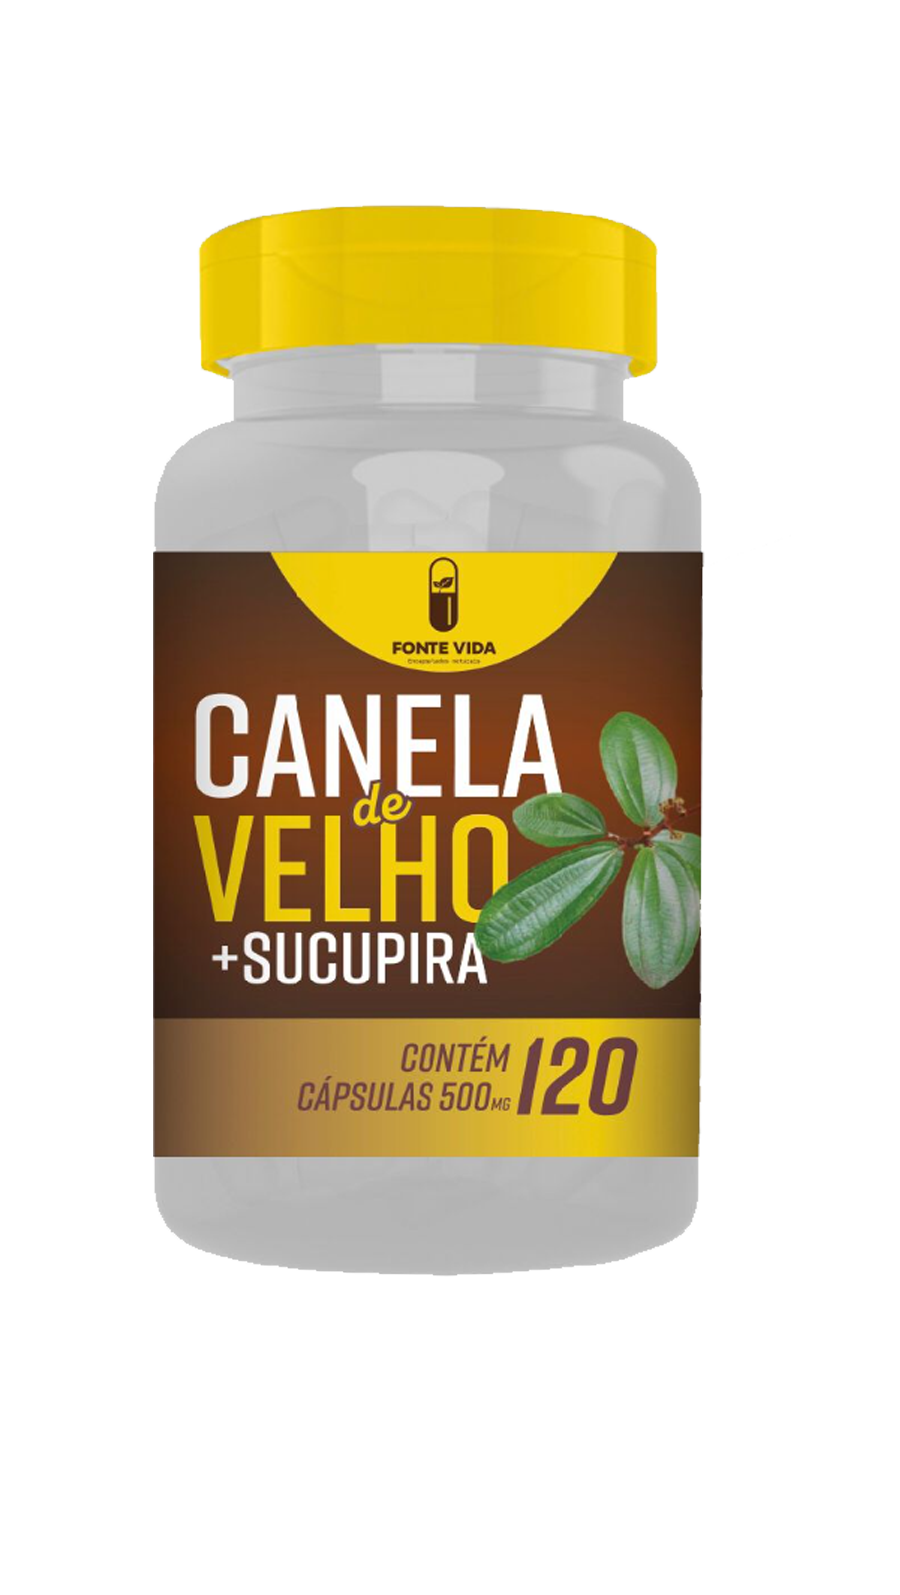 FONTE VIDA
CANELA
de
VELHO
+SUCUPIRA
CONTÉM
CÁPSULAS 500MG
120